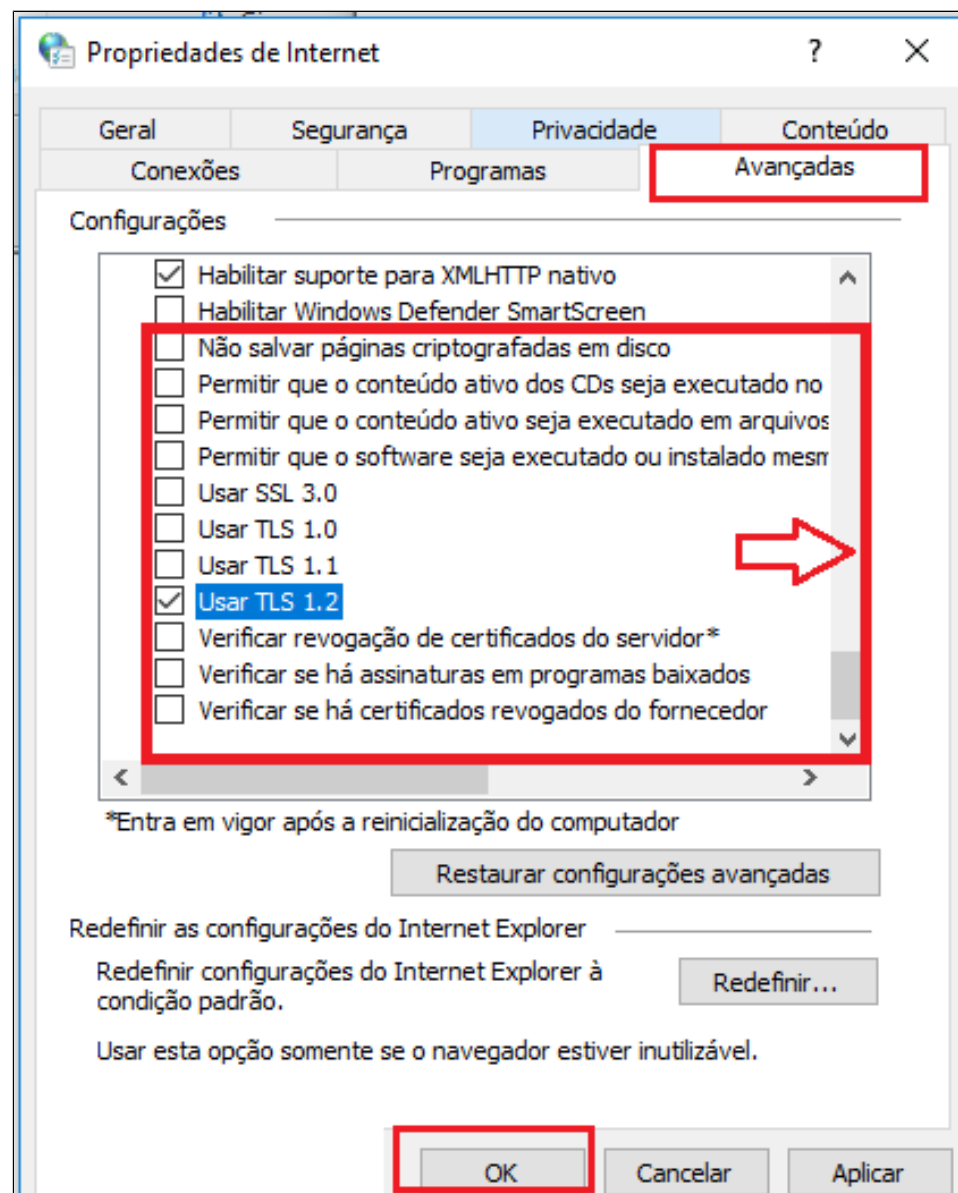 Propriedades de Internet
?
Geral Segurança Privacidade Conteúdo
Conexões Programas Avançadas
Configurações
Habilitar suporte para XMLHTTP nativo
Habilitar Windows Defender SmartScreen
Não salvar páginas criptografadas em disco
Permitir que o conteúdo ativo dos CDs seja executado no
Permitir que o conteúdo ativo seja executado em arquivos
Permitir que o software seja executado ou instalado mesm
Usar SSL 3.0
Usar TLS 1.0
Usar TLS 1.1
Usar TLS 1.2
Verificar revogação de certificados do servidor*
Verificar se há assinaturas em programas baixados
Verificar se há certificados revogados do fornecedor
*Entra em vigor após a reinicialização do computador
Restaurar configurações avançadas
Redefinir as configurações do Internet Explorer
Redefinir configurações do Internet Explorer à
condição padrão.
Redefinir...
Usar esta opção somente se o navegador estiver inutilizável.
OK Cancelar Aplicar